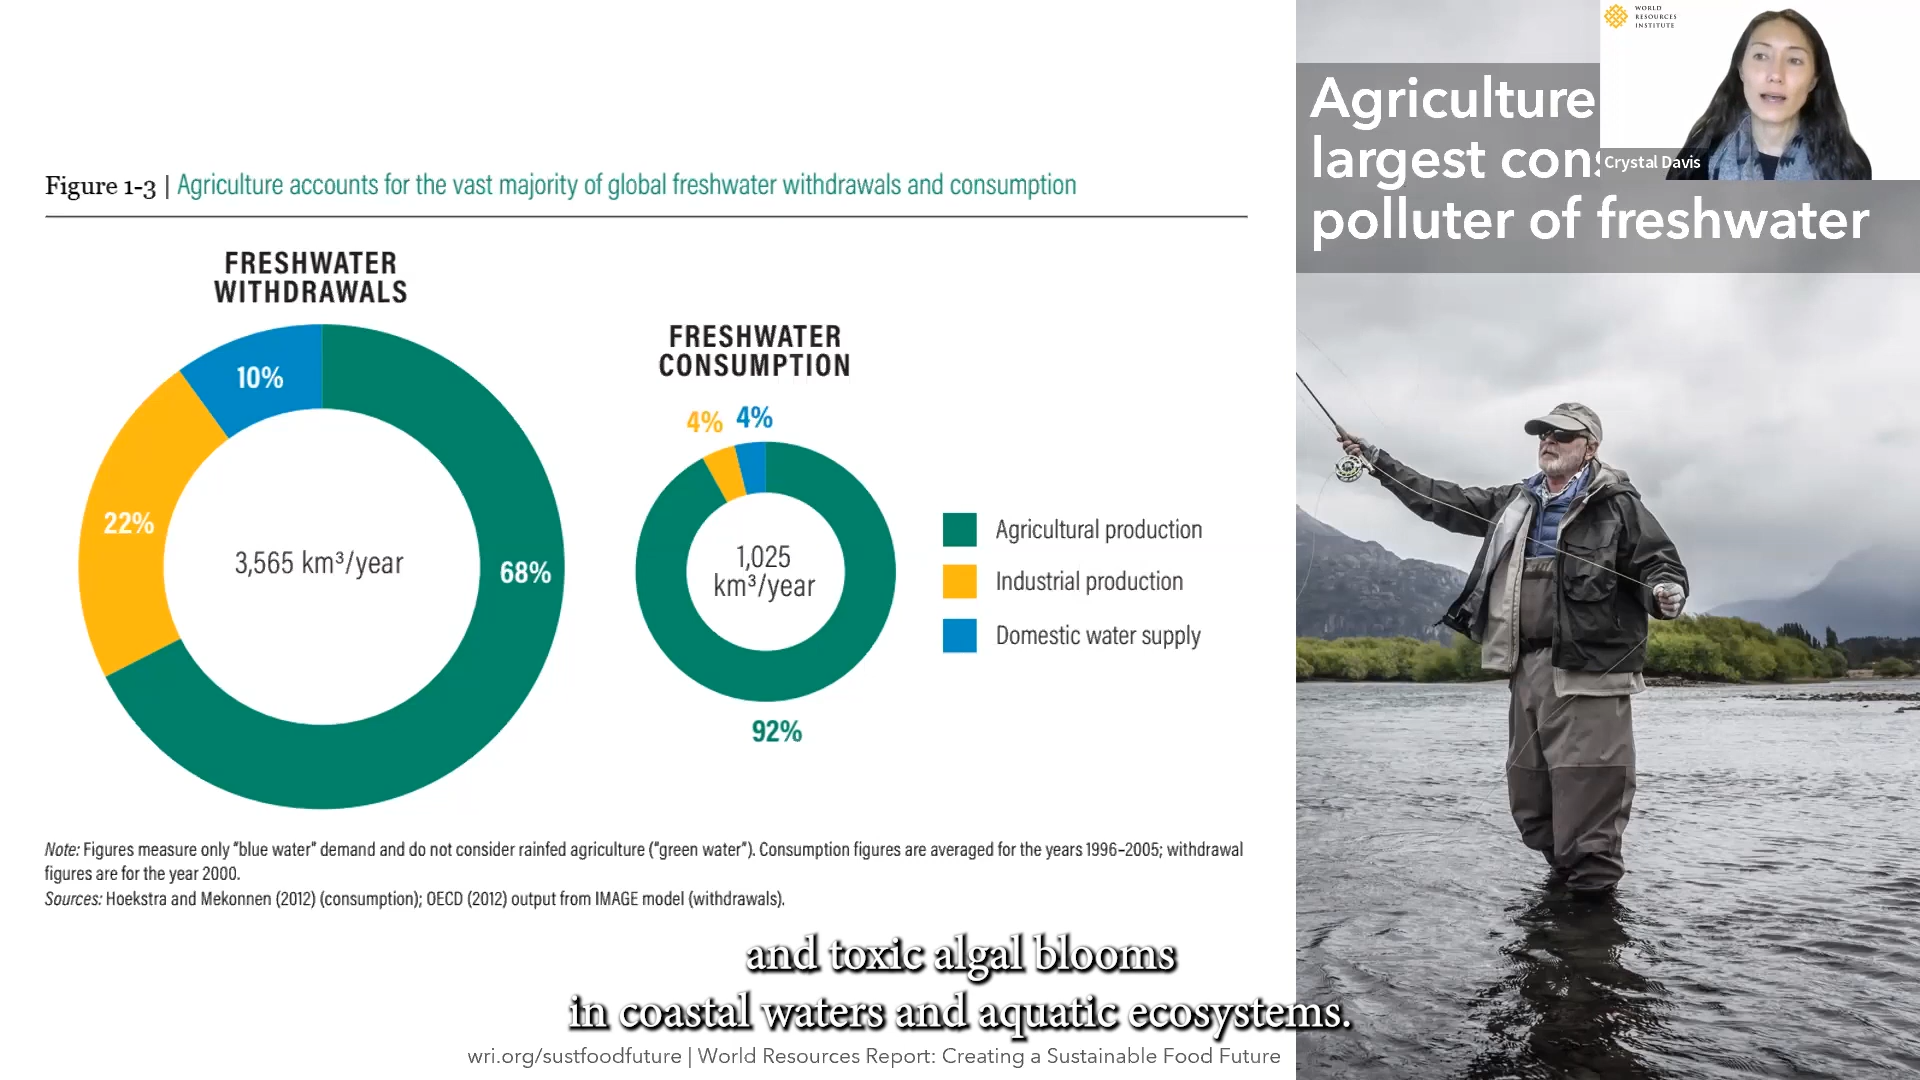 Figure 1-3 | Agriculture accounts for the vast majority of global freshwater withdrawals and consumption
FRESHWATER
WITHDRAWALS
10%
22%
3,565 km³/year
68%
FRESHWATER
CONSUMPTION
4% 4%
1,025
km³/year
92%
Agricultural production
Industrial production
Domestic water supply
Note: Figures measure only "blue water" demand and do not consider rainfed agriculture ("green water"). Consumption figures are averaged for the years 1996–2005; withdrawal
figures are for the year 2000.
Sources: Hoekstra and Mekonnen (2012) (consumption); OECD (2012) output from IMAGE model (withdrawals).
and toxic algal blooms
in coastal waters and aquatic ecosystems.
wri.org/sustfoodfuture | World Resources Report: Creating a Sustainable Food Future
Agriculture
largest
polluter of freshwater
WORLD
RESOURCES
INSTITUTE
Crystal Davis